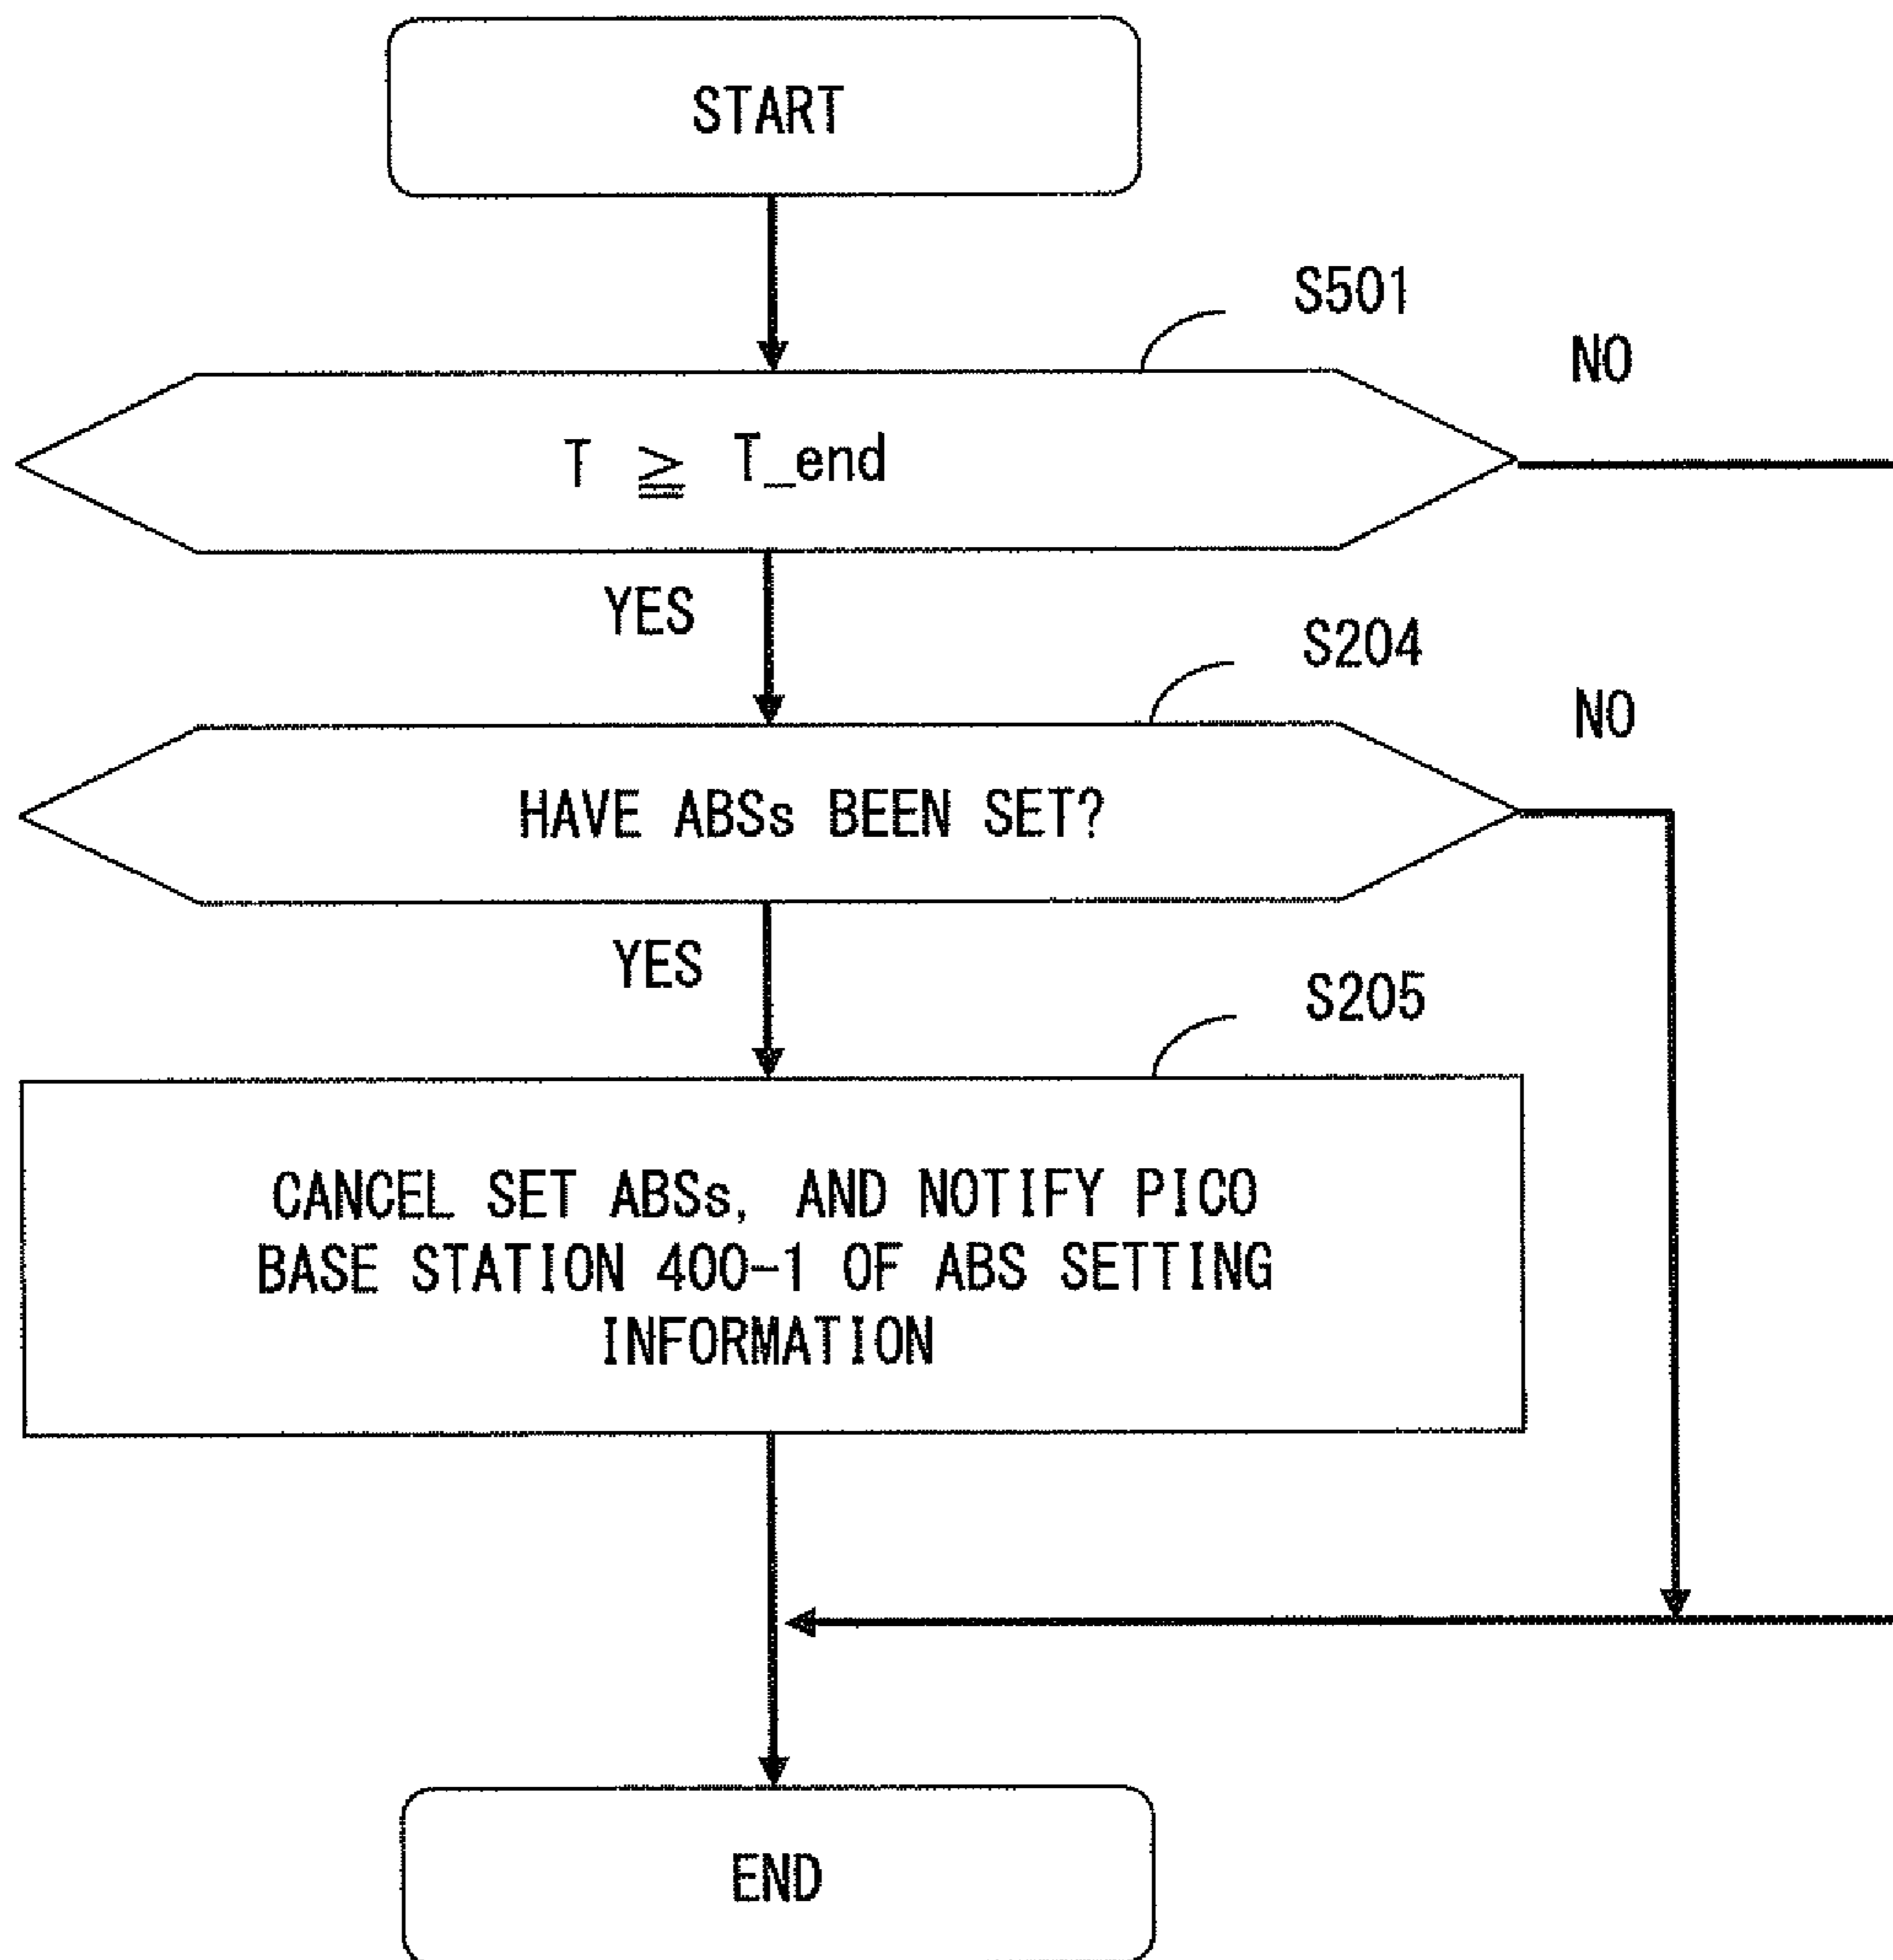 START
S501
NO
T ≧ T_end
YES
S204
NO
HAVE ABSs BEEN SET?
YES
S205
CANCEL SET ABSs, AND NOTIFY PICO
BASE STATION 400-1 OF ABS SETTING
INFORMATION
END